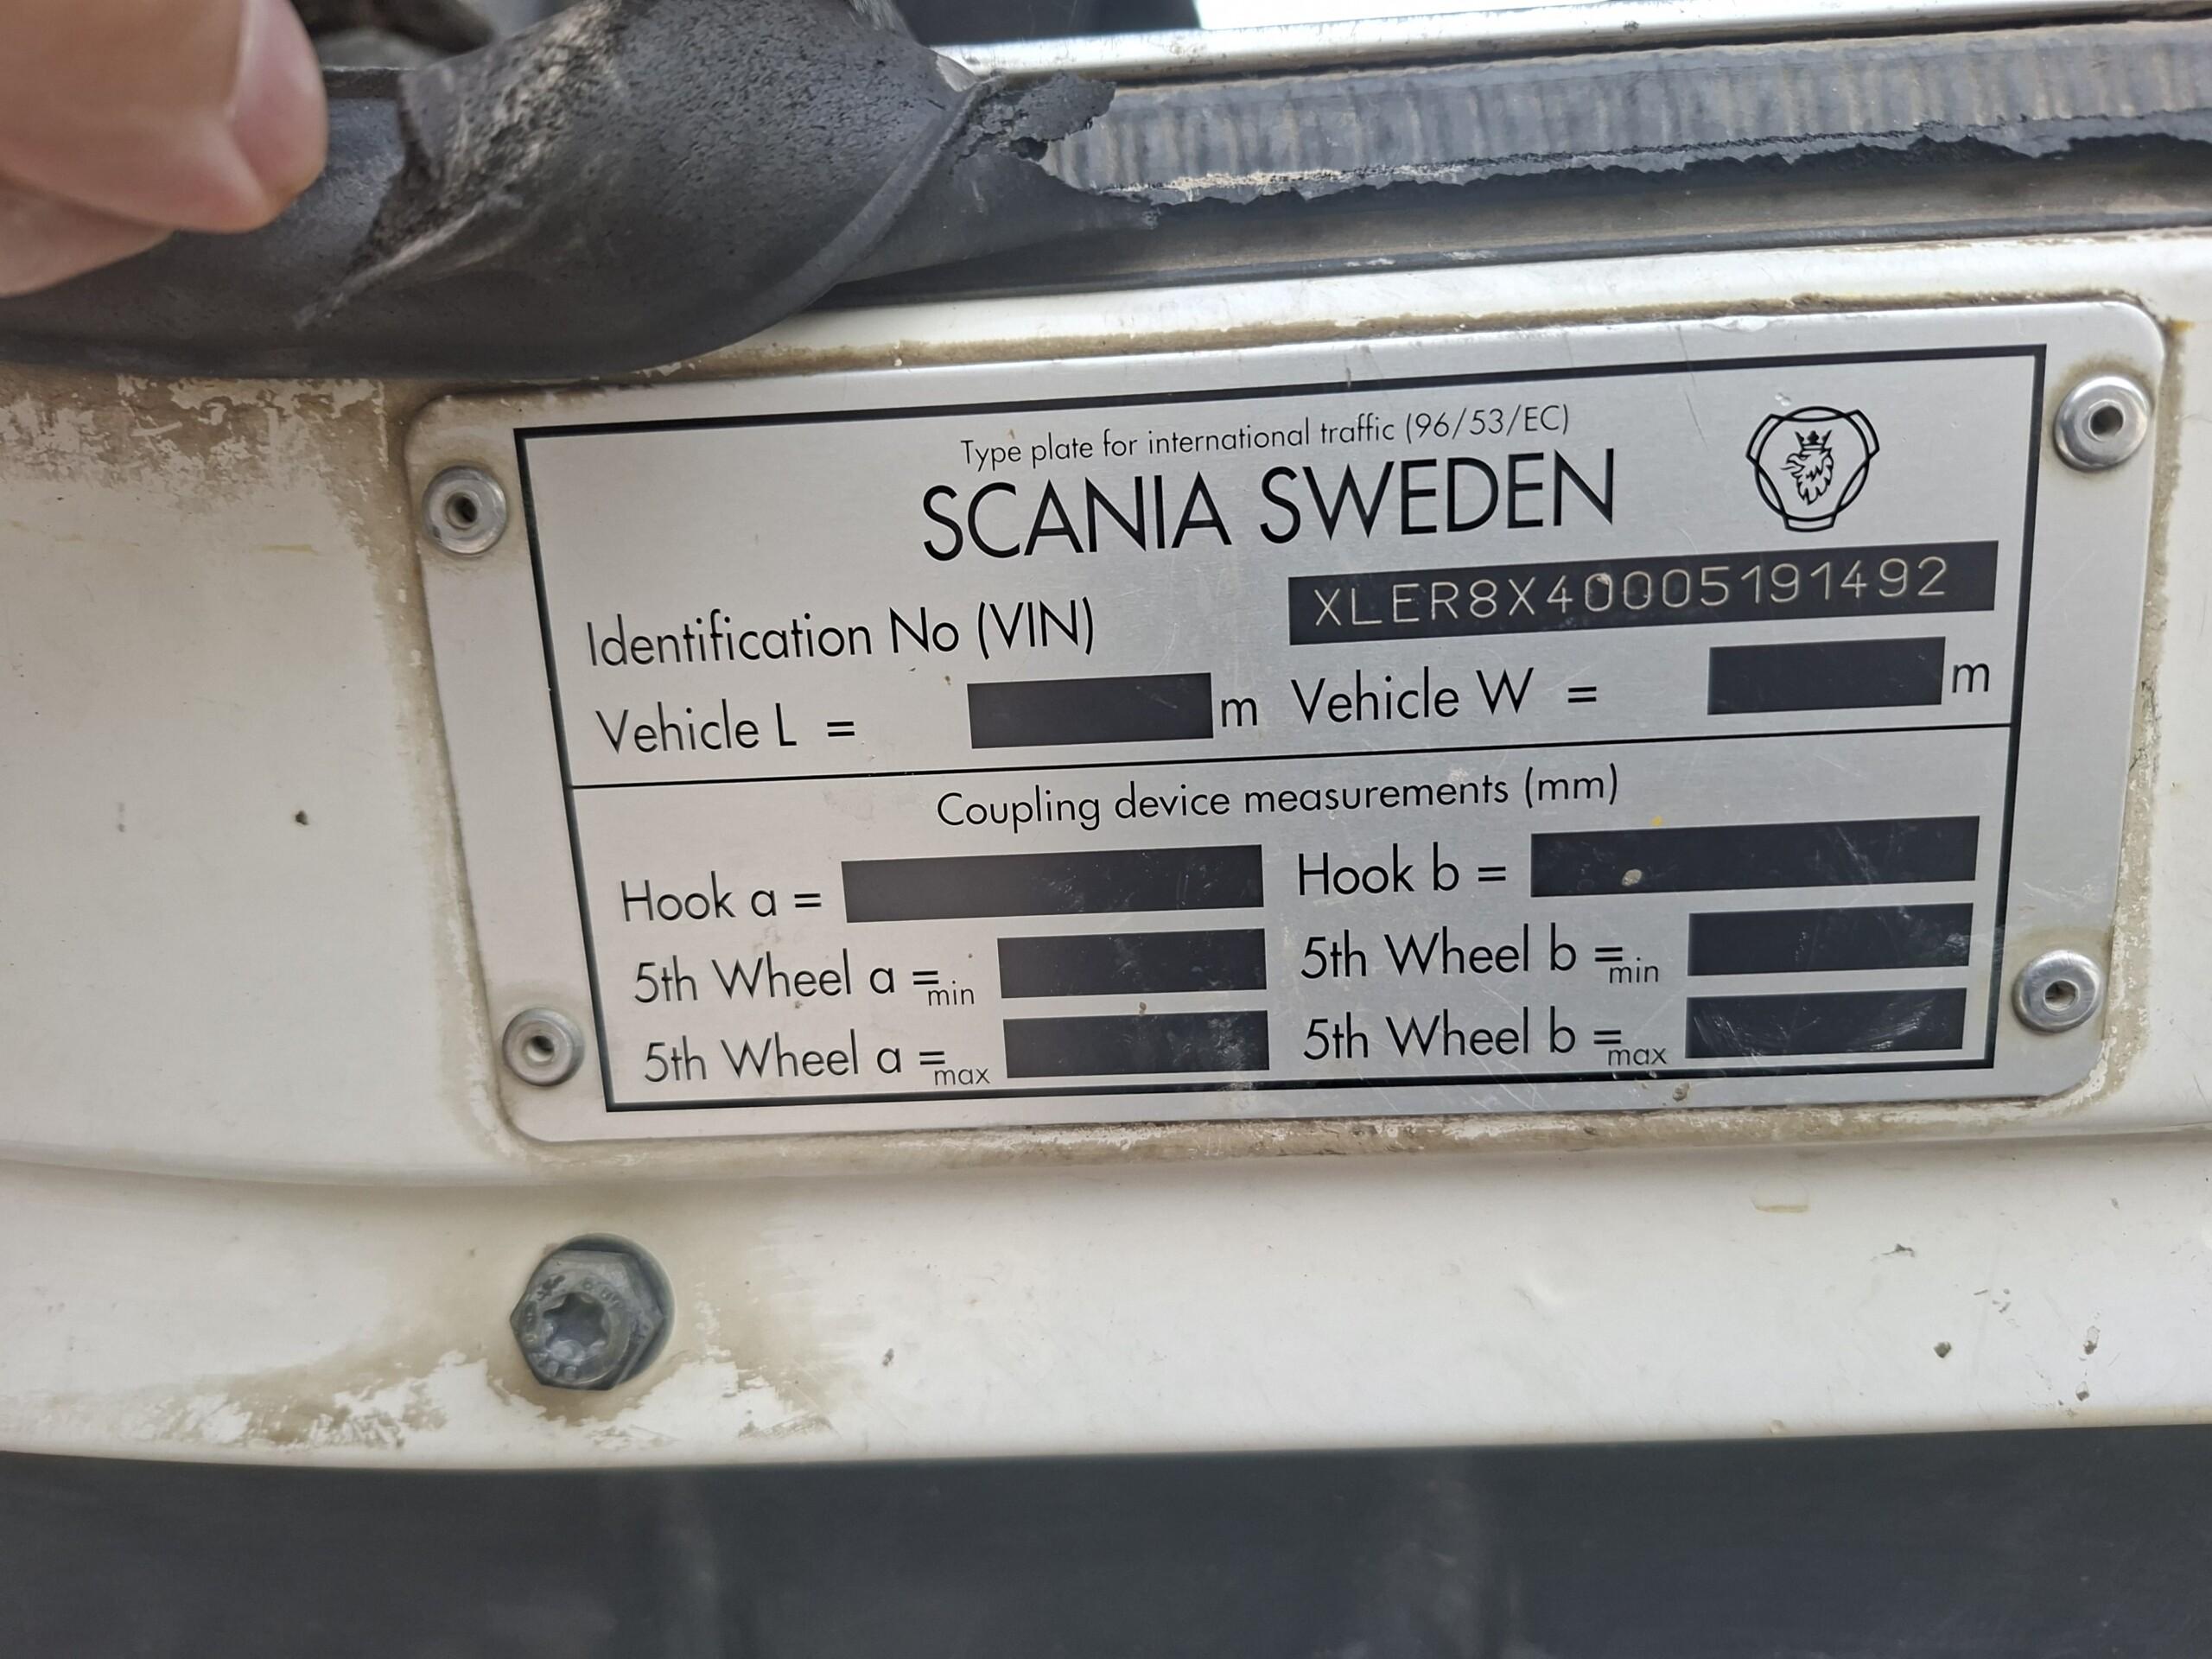 Type plate for international traffic (96/53/EC)
SCANIA SWEDEN
Identification No (VIN) XLER8X40005191492
Vehicle L = m Vehicle W = m
Coupling device measurements (mm)
Hook a = Hook b =
5th Wheel a =min 5th Wheel b =min
5th Wheel a =max 5th Wheel b =max